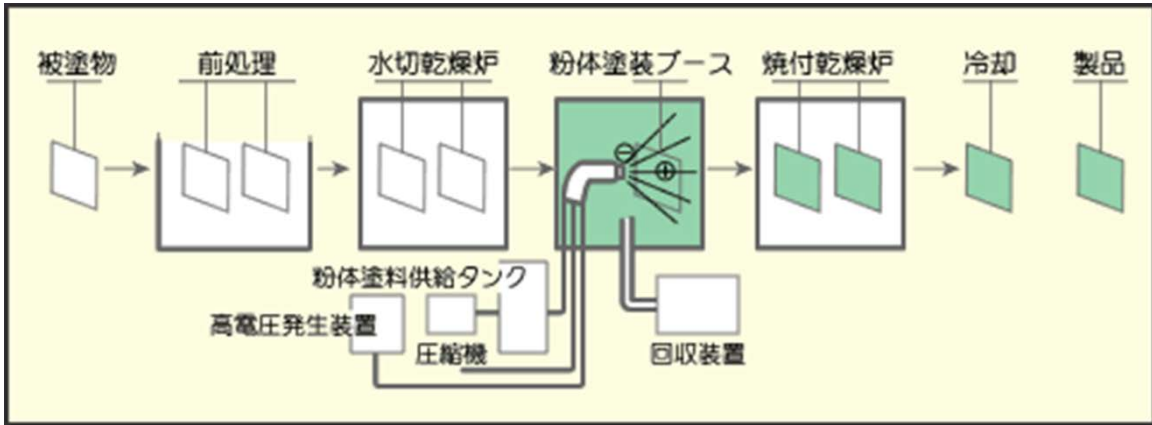 被塗物
前処理
水切乾燥炉
粉体塗装ブース
焼付乾燥炉
冷却
製品
⊖
⊕
粉体塗料供給タンク
高電圧発生装置
圧縮機
回収装置